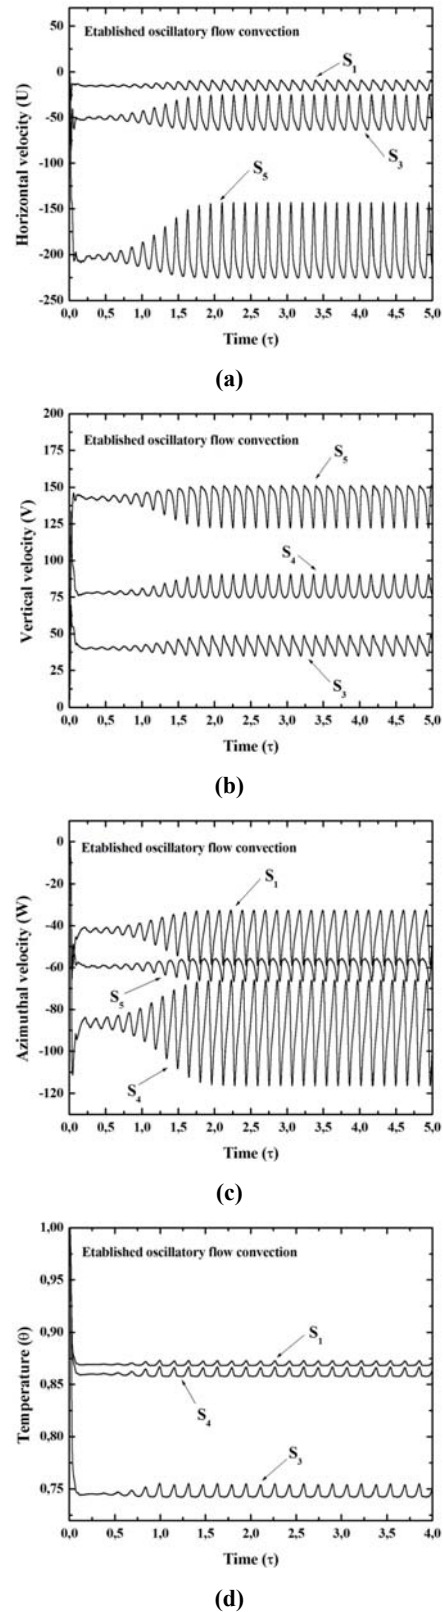 50
0
-50
-100
-150
-200
-250
Horizontal velocity (U)
Etablished oscillatory flow convection
S1
S3
S5
0,0 0,5 1,0 1,5 2,0 2,5 3,0 3,5 4,0 4,5 5,0
Time (τ)
(a)
200
175
150
125
100
75
50
25
0
Vertical velocity (V)
Etablished oscillatory flow convection
S5
S4
S3
0,0 0,5 1,0 1,5 2,0 2,5 3,0 3,5 4,0 4,5 5,0
Time (τ)
(b)
0
-20
-40
-60
-80
-100
-120
Azimuthal velocity (W)
Etablished oscillatory flow convection
S1
S5
S4
0,0 0,5 1,0 1,5 2,0 2,5 3,0 3,5 4,0 4,5 5,0
Time (τ)
(c)
1,00
0,95
0,90
0,85
0,80
0,75
Temperature (θ)
Etablished oscillatory flow convection
S1
S4
S3
0,0 0,5 1,0 1,5 2,0 2,5 3,0 3,5 4,0
Time (τ)
(d)